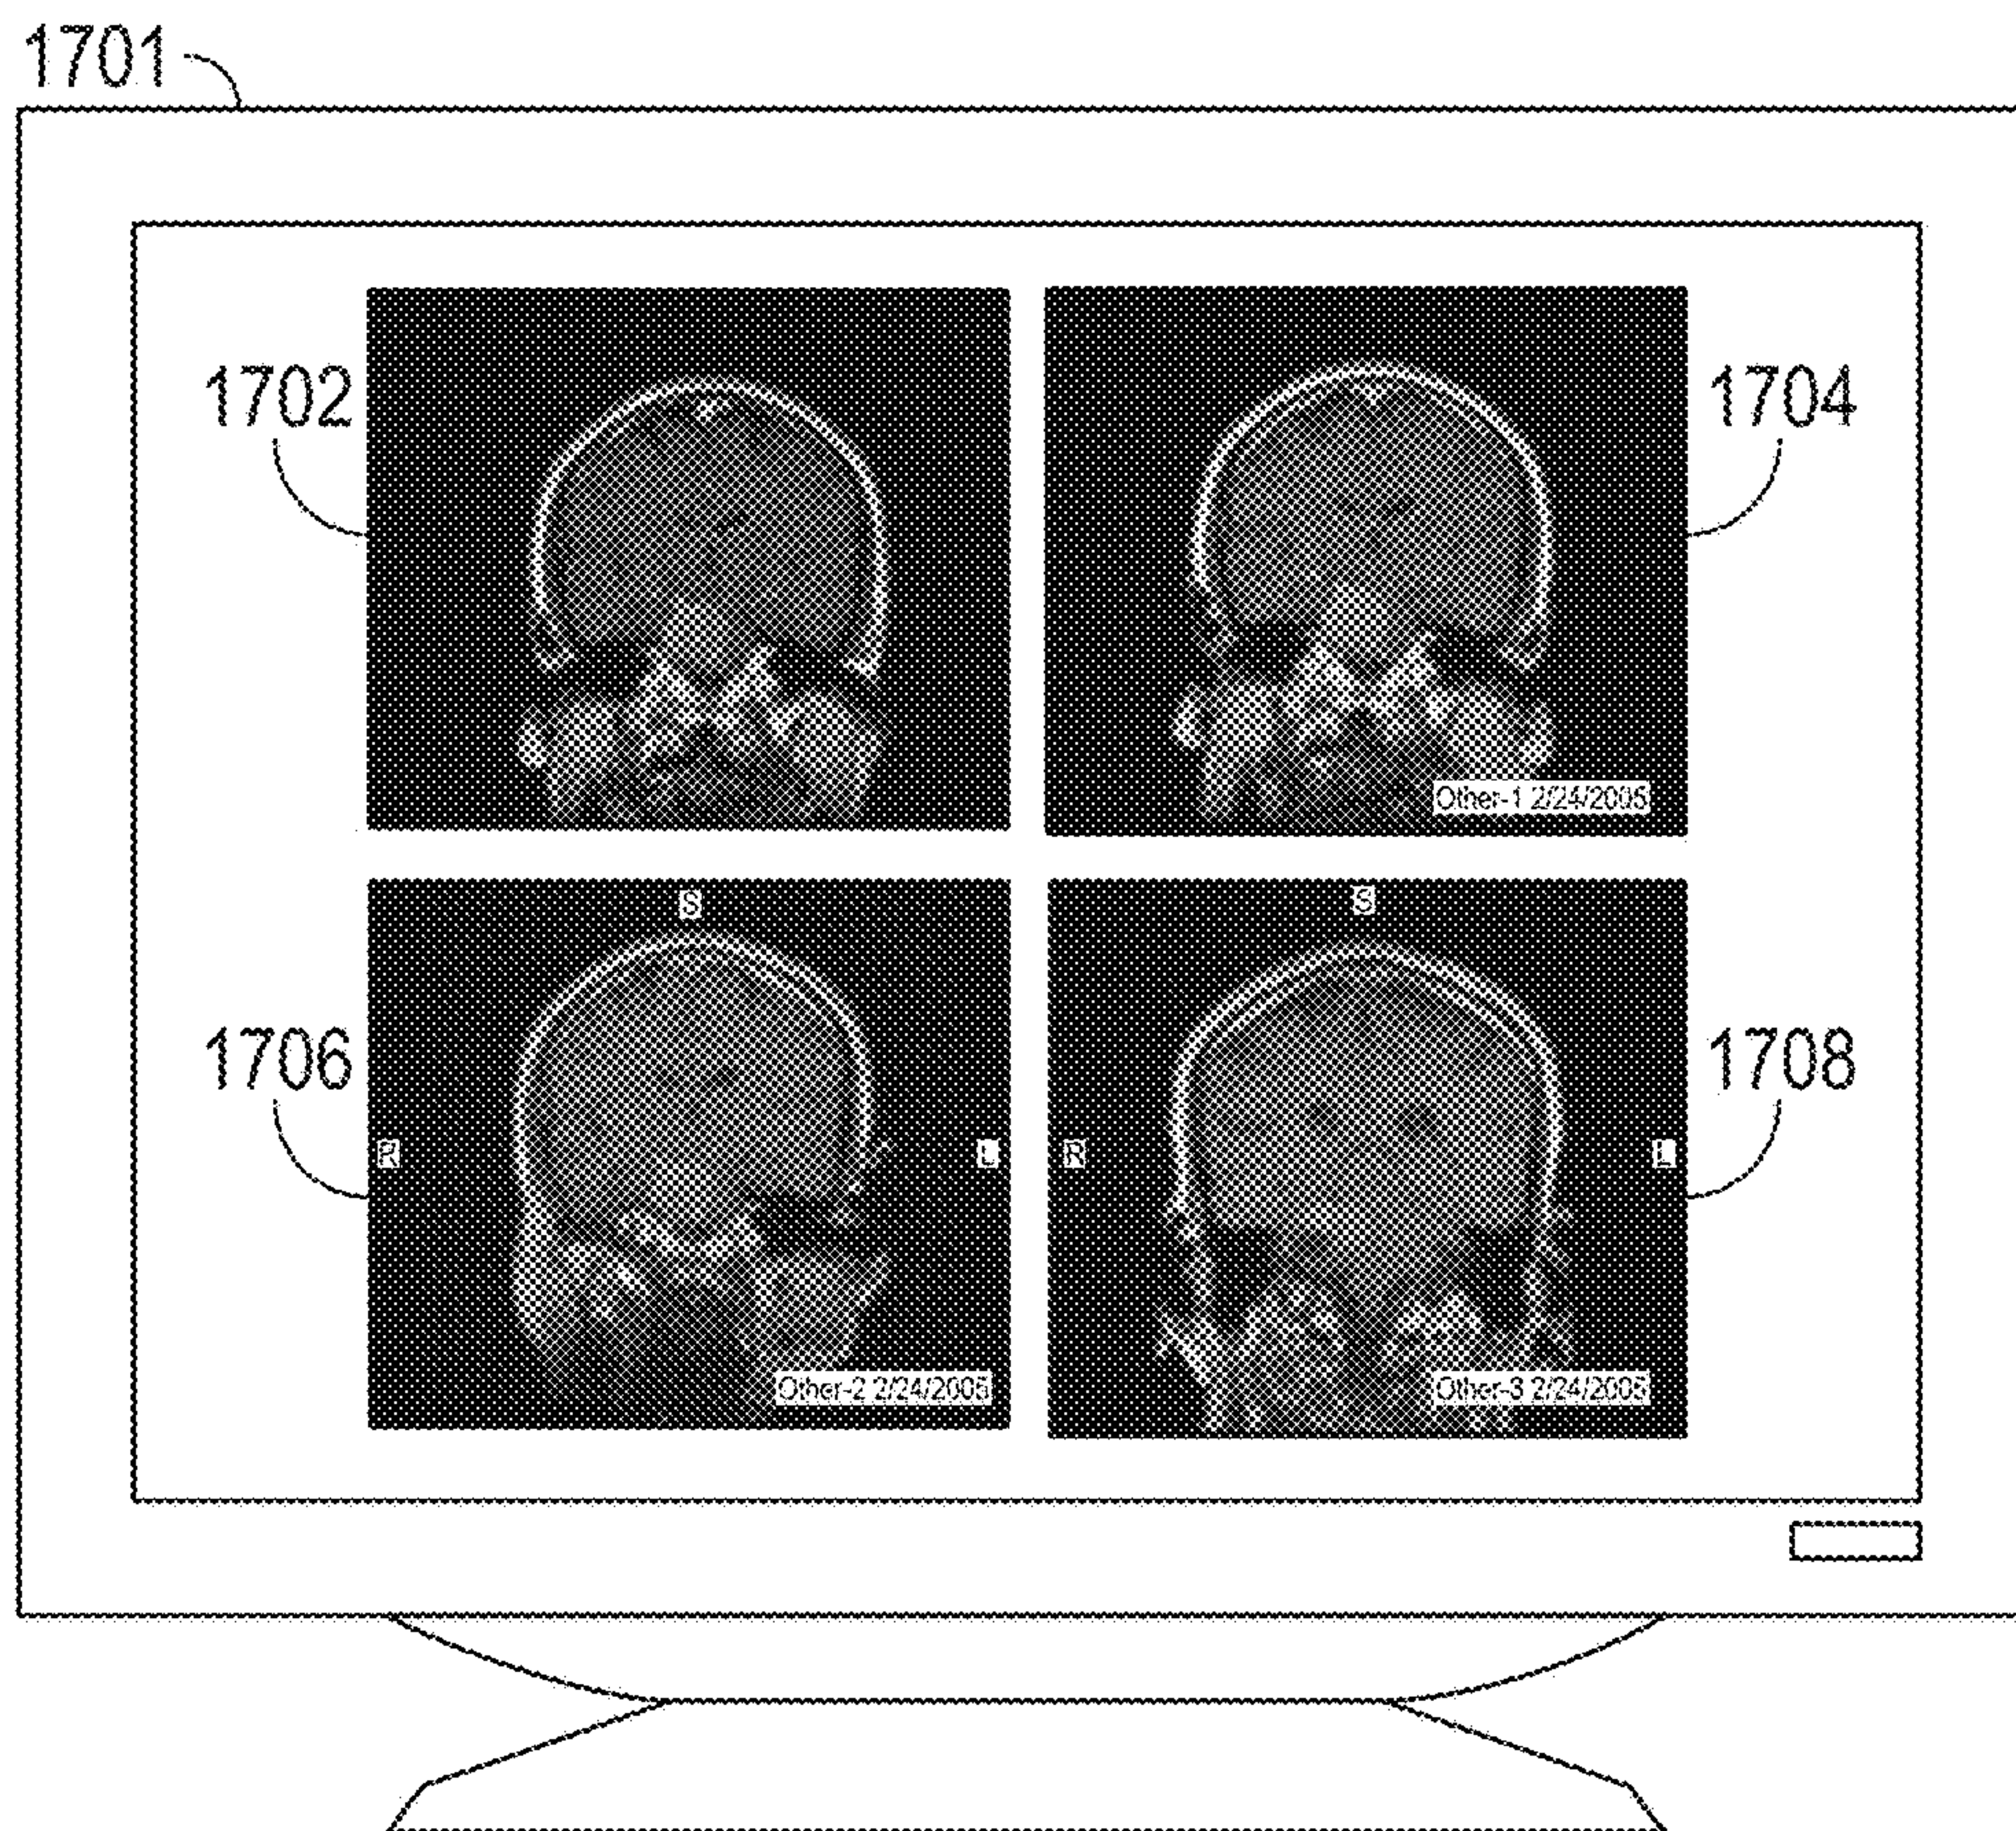 1701
1702
1704
Other-1 2/24/2005
S
S
1706
1708
R
L
R
L
Other-2 2/24/2005
Other-3 2/24/2005